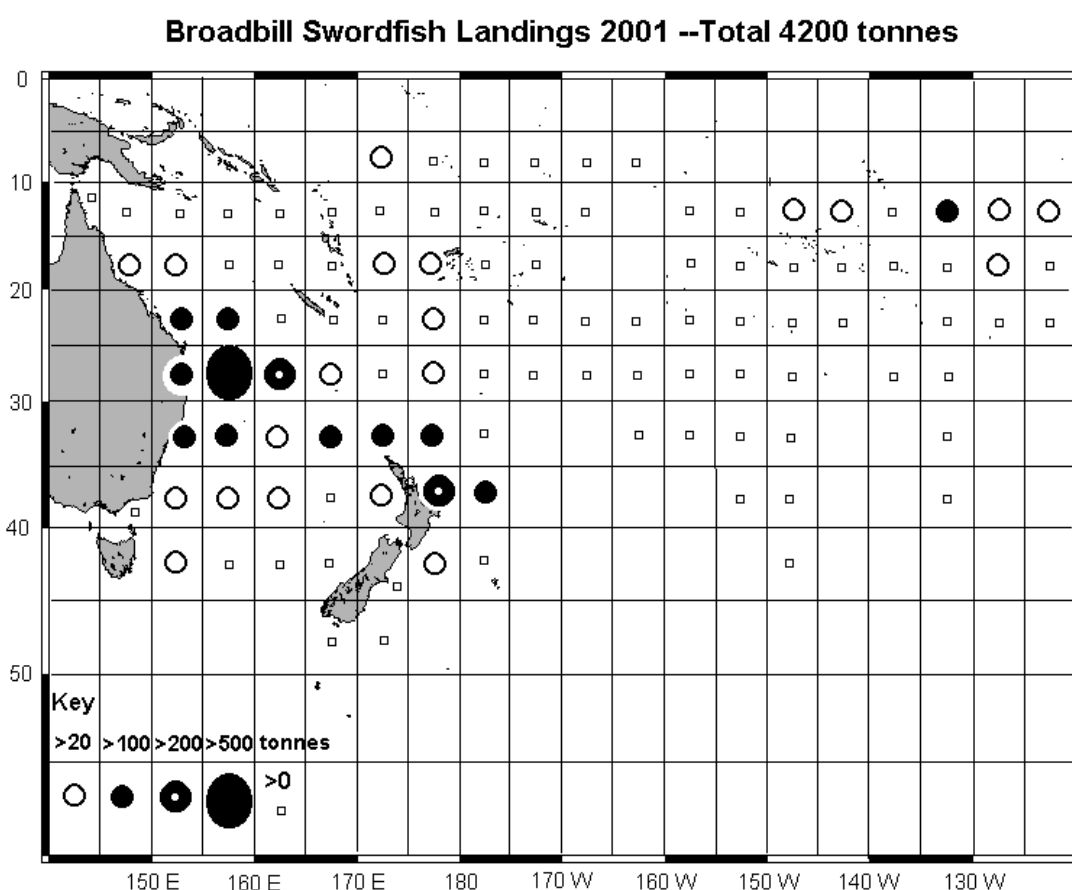 Broadbill Swordfish Landings 2001 --Total 4200 tonnes
0
10
20
30
40
50
Key
>20 >100 >200 >500 tonnes
>0
150 E 160 E 170 E 180 170 W 160 W 150 W 140 W 130 W